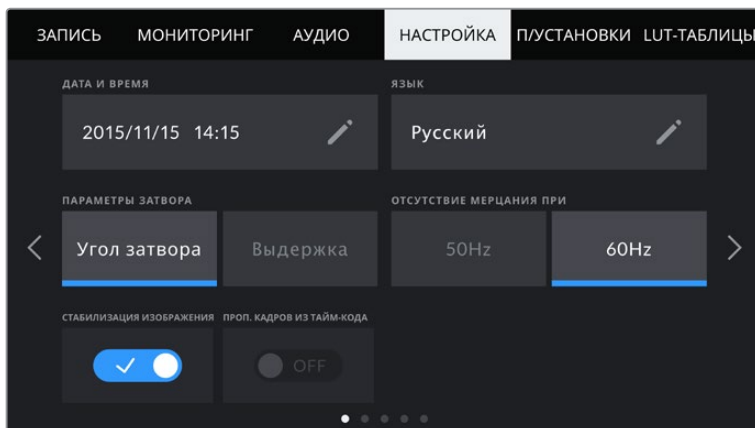 ЗАПИСЬ МОНИТОРИНГ АУДИО НАСТРОЙКА П/УСТАНОВКИ LUT-ТАБЛИЦЫ
ДАТА И ВРЕМЯ ЯЗЫК
2015/11/15 14:15 Русский
ПАРАМЕТРЫ ЗАТВОРА ОТСУТСТВИЕ МЕРЦАНИЯ ПРИ
Угол затвора Выдержка 50Hz 60Hz
СТАБИЛИЗАЦИЯ ИЗОБРАЖЕНИЯ ПРОП. КАДРОВ ИЗ ТАЙМ-КОДА
OFF